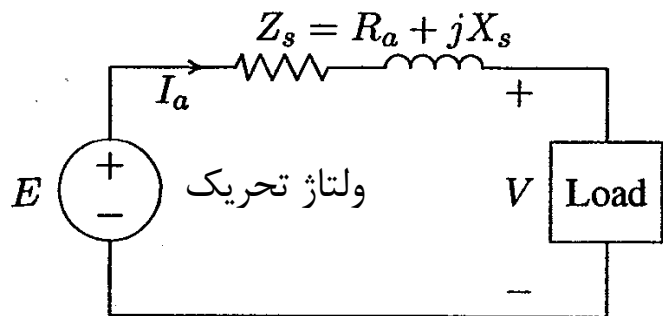 Z_s = R_a + jX_s
I_a
+
E + − ولتاژ تحریک V Load
−